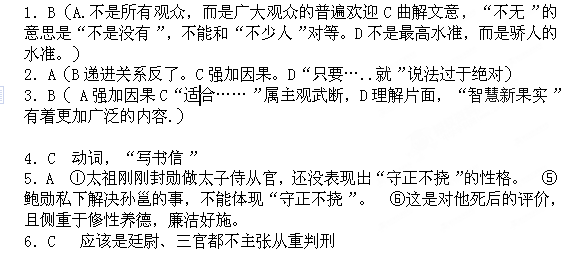 1. B（A.不是所有观众，而是广大观众的普遍欢迎 C 曲解文意，“不无”的
意思是“不是没有”，不能和“不少人”对等。D 不是最高水准，而是骄人的
水准。）
2. A（B 递进关系反了。C 强加因果。D“只要…..就”说法过于绝对）
3. B（ A 强加因果 C“适合…… ”属主观武断，D 理解片面，“智慧新果实”
有着更加广泛的内容.）
4. C  动词，“写书信 ”
5. A  ①太祖刚刚封勋做太子侍从官，还没表现出“守正不挠”的性格。  ⑤
鲍勋私下解决孙邕的事，不能体现“守正不挠”。  ⑥这是对他死后的评价，
且侧重于修性养德，廉洁好施。
6. C   应该是廷尉、三官都不主张从重判刑